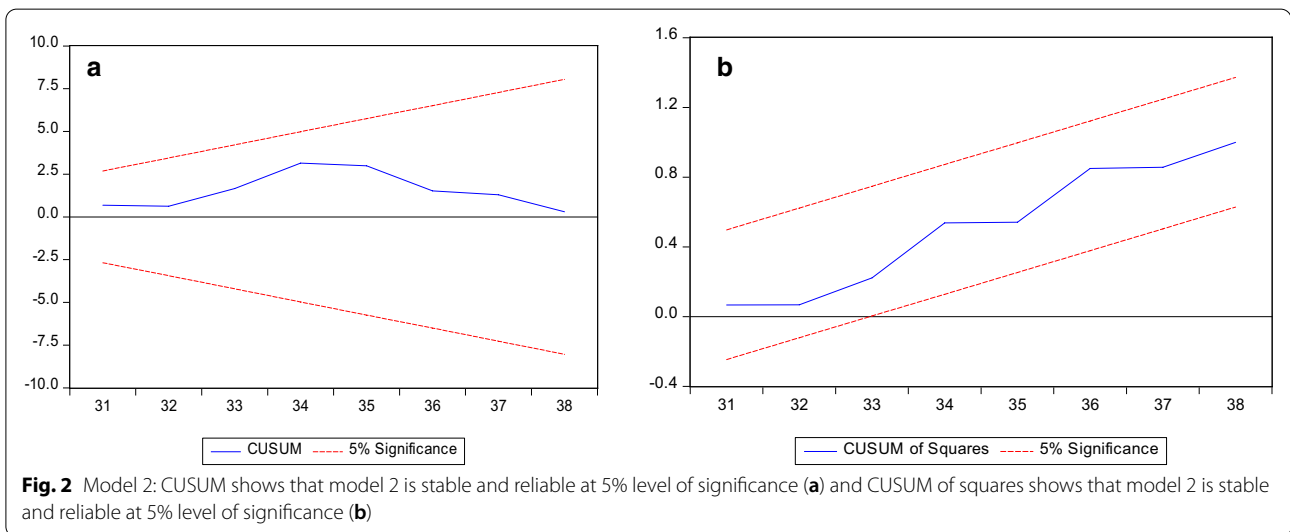 a
10.0
7.5
5.0
2.5
0.0
-2.5
-5.0
-7.5
-10.0
31 32 33 34 35 36 37 38
CUSUM 5% Significance
b
1.6
1.2
0.8
0.4
0.0
-0.4
31 32 33 34 35 36 37 38
CUSUM of Squares 5% Significance
Fig. 2 Model 2: CUSUM shows that model 2 is stable and reliable at 5% level of significance (a) and CUSUM of squares shows that model 2 is stable
and reliable at 5% level of significance (b)